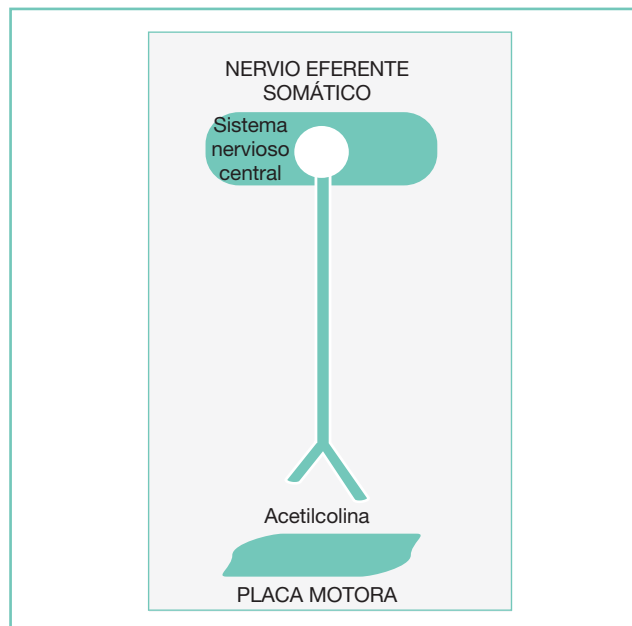 NERVIO EFERENTE
SOMÁTICO
Sistema
nervioso
central
Acetilcolina
PLACA MOTORA